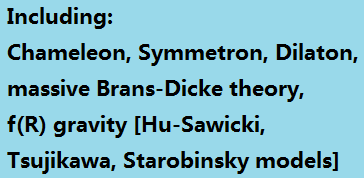 Including:
Chameleon, Symmetron, Dilaton,
massive Brans-Dicke theory,
f(R) gravity [Hu-Sawicki,
Tsujikawa, Starobinsky models]